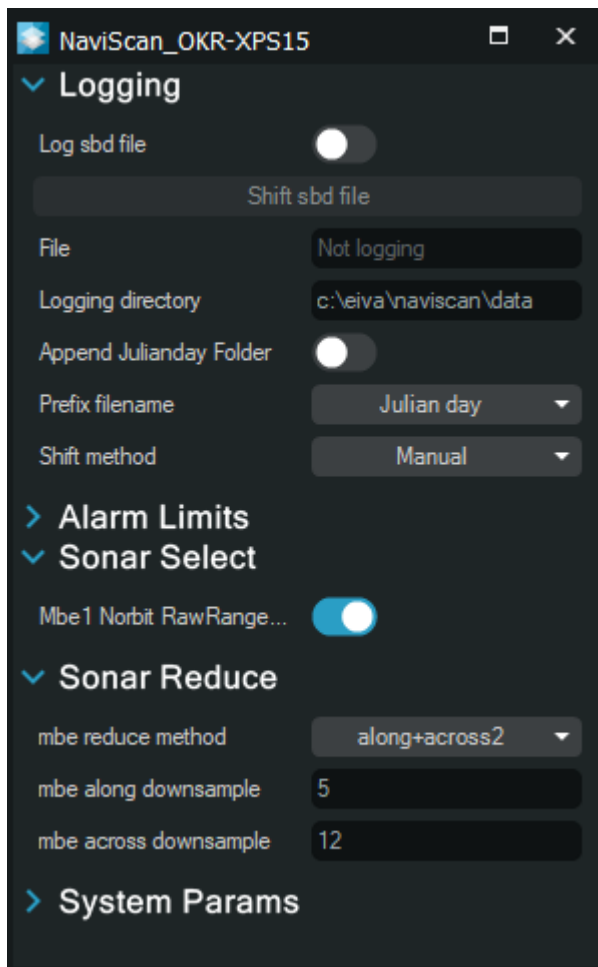 NaviScan_OKR-XPS15
Logging
Log sbd file
Shift sbd file
File Not logging
Logging directory c:\eiva\naviscan\data
Append Julianday Folder
Prefix filename Julian day
Shift method Manual
Alarm Limits
Sonar Select
Mbe1 Norbit RawRange...
Sonar Reduce
mbe reduce method along+across2
mbe along downsample 5
mbe across downsample 12
System Params